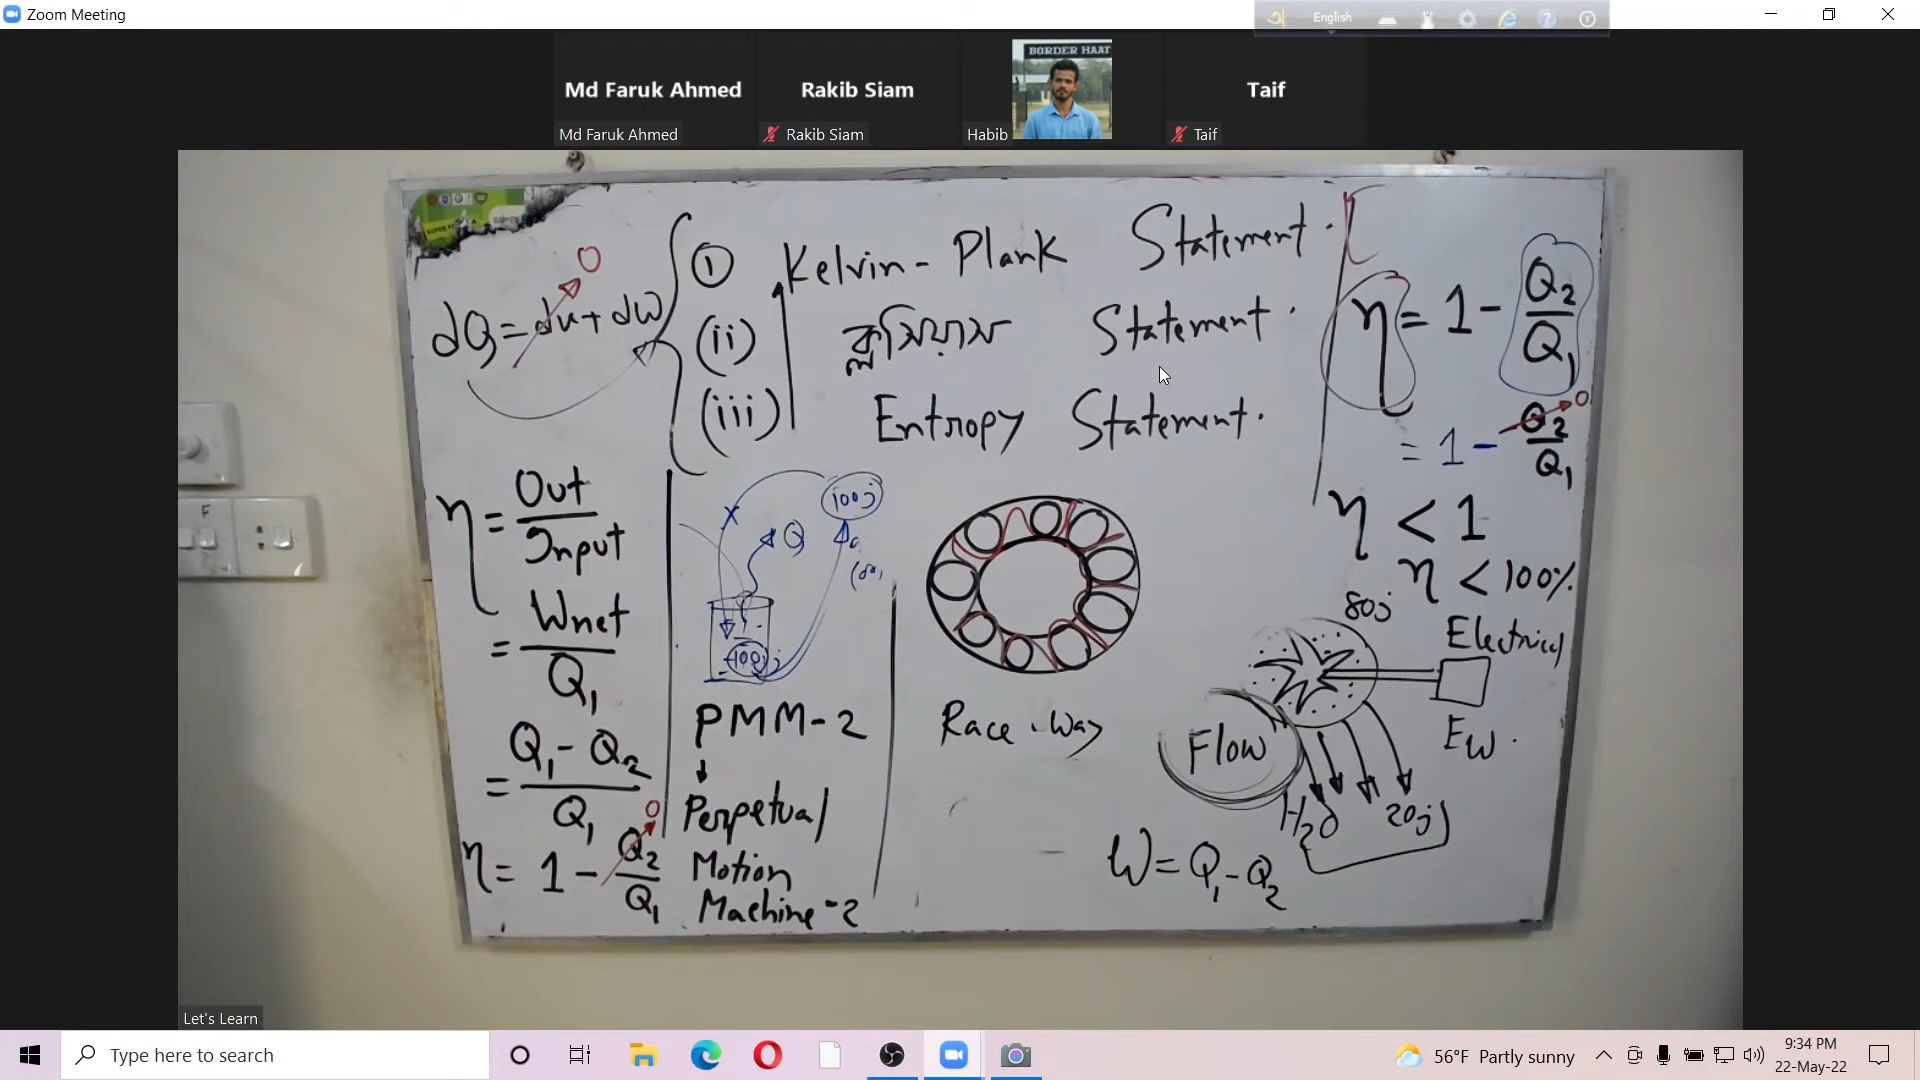 Zoom Meeting
English
BORDER HAAT
Md Faruk Ahmed
Rakib Siam
Taif
Md Faruk Ahmed
Rakib Siam
Habib
Taif
0
dQ = du + dw
(i) Kelvin - Plank Statement.
(ii) ক্লসিয়াস Statement.
(iii) Entropy Statement.
η = 1 - Q2/Q1
= 1 - Q2/Q1 0
η < 1
η < 100%
η = Out/Input
= Wnet/Q1
= Q1 - Q2/Q1
η = 1 - Q2/Q1 0
100j
x
Q
100j
PMM-2
Perpetual
Motion
Machine-2
Race-way
80j
Electrical
EW.
Flow
H2O
20j
W = Q1 - Q2
F
Let's Learn
Type here to search
56°F Partly sunny
9:34 PM
22-May-22